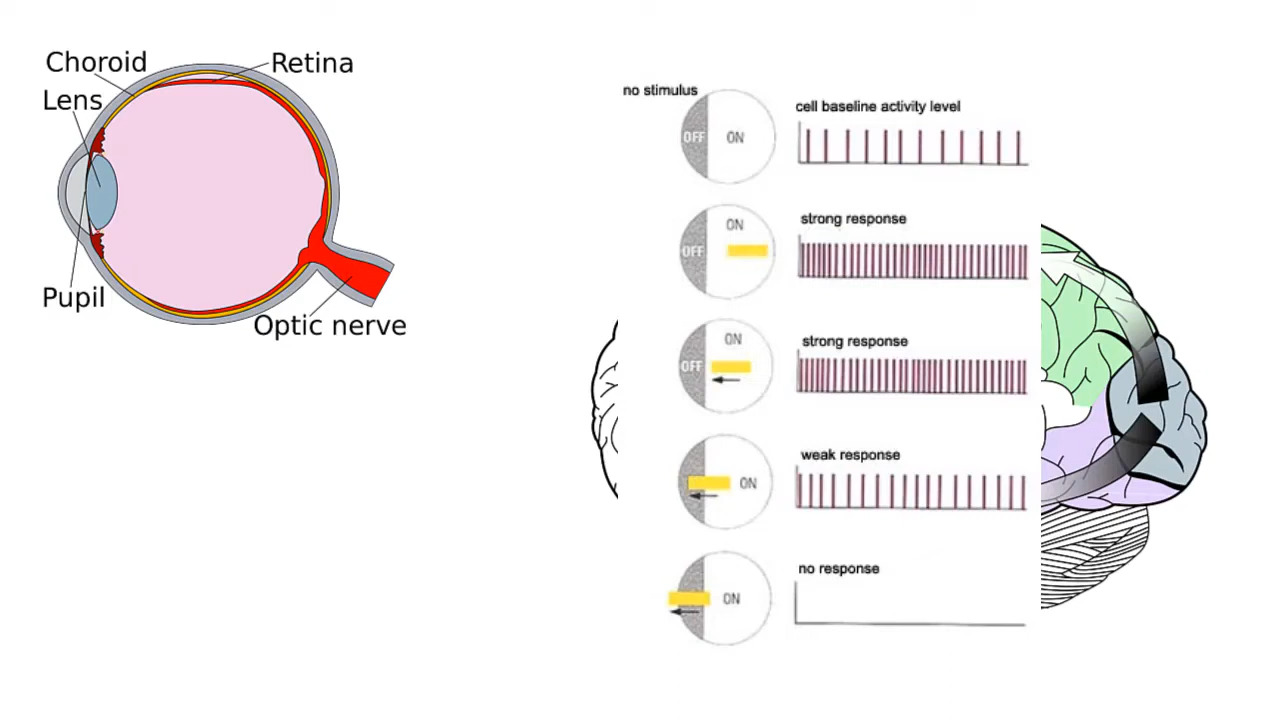 Choroid
Retina
Lens
Pupil
Optic nerve
no stimulus
OFF
ON
cell baseline activity level
ON
OFF
strong response
ON
OFF
strong response
ON
weak response
ON
no response